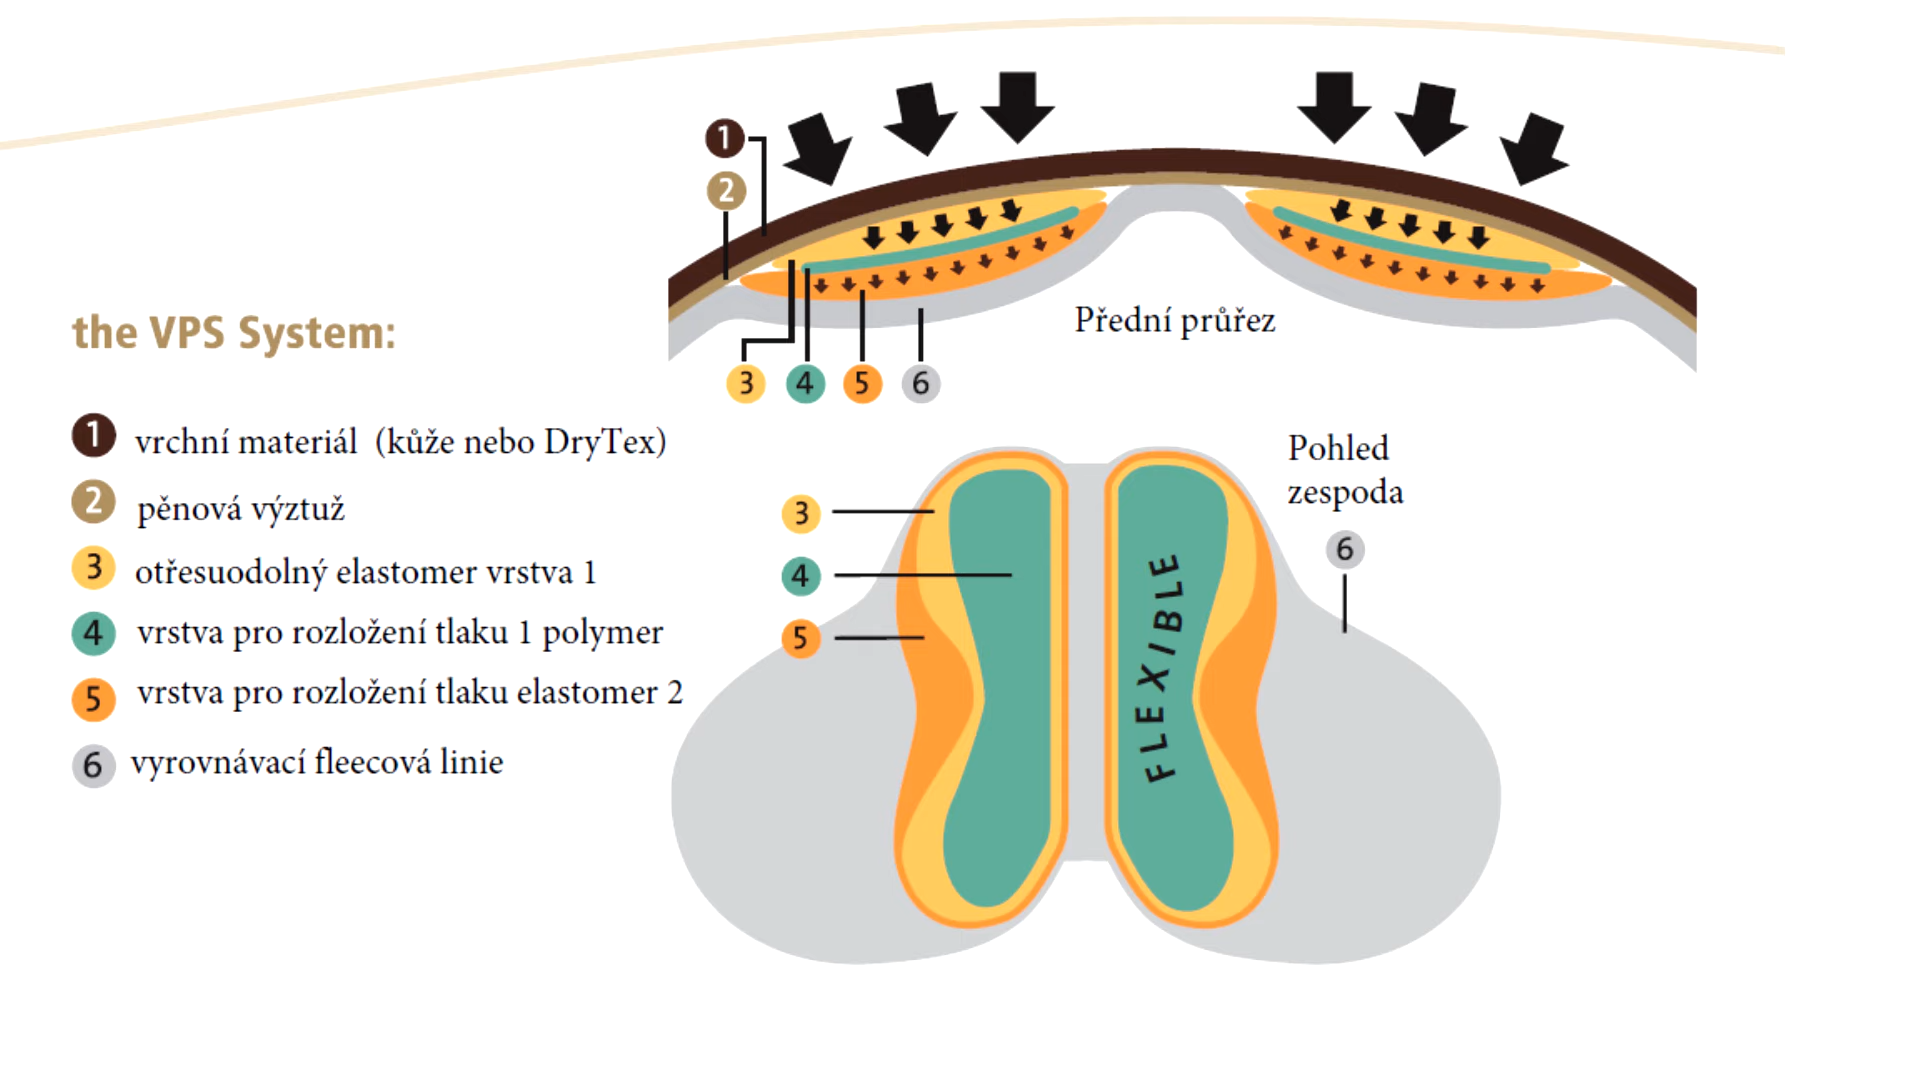 the VPS System:
1 vrchní materiál (kůže nebo DryTex)
2 pěnová výztuž
3 otřesuodolný elastomer vrstva 1
4 vrstva pro rozložení tlaku 1 polymer
5 vrstva pro rozložení tlaku elastomer 2
6 vyrovnávací fleecová linie
1
2
Přední průřez
3 4 5 6
Pohled
zespoda
3
4
5
6
FLEXIBLE